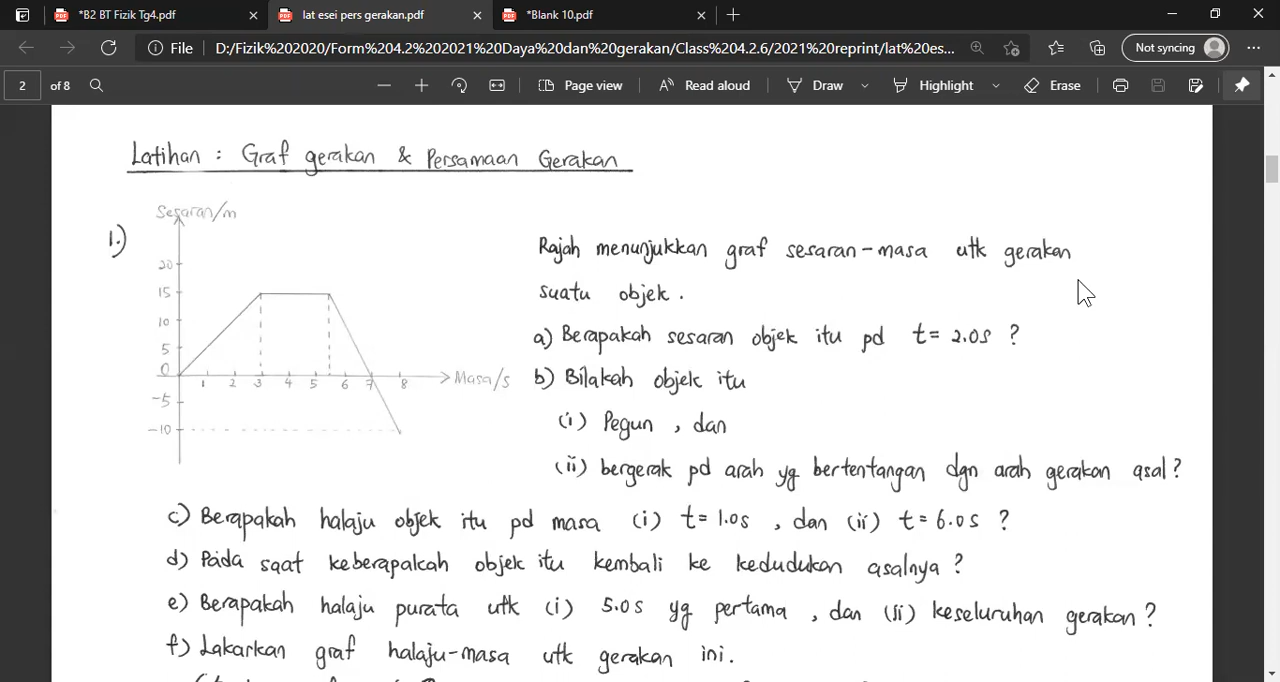 *B2 BT Fizik Tg4.pdf
lat esei pers gerakan.pdf
*Blank 10.pdf
File
D:/Fizik%202020/Form%204.2%202021%20Daya%20dan%20gerakan/Class%204.2.6/2021%20reprint/lat%20es...
Not syncing
2 of 8
Page view
Read aloud
Draw
Highlight
Erase
Latihan : Graf gerakan & Persamaan Gerakan
1.)
Sesaran/m
20
15
10
5
0
-5
-10
1 2 3 4 5 6 7 8
Masa/s
Rajah menunjukkan graf sesaran-masa utk gerakan
suatu objek.
a) Berapakah sesaran objek itu pd t= 2.0s ?
b) Bilakah objek itu
(i) Pegun , dan
(ii) bergerak pd arah yg bertentangan dgn arah gerakan asal?
c) Berapakah halaju objek itu pd masa (i) t= 1.0s , dan (ii) t= 6.0s ?
d) Pada saat keberapakah objek itu kembali ke kedudukan asalnya ?
e) Berapakah halaju purata utk (i) 5.0s yg pertama , dan (ii) keseluruhan gerakan ?
f) Lakarkan graf halaju-masa utk gerakan ini.